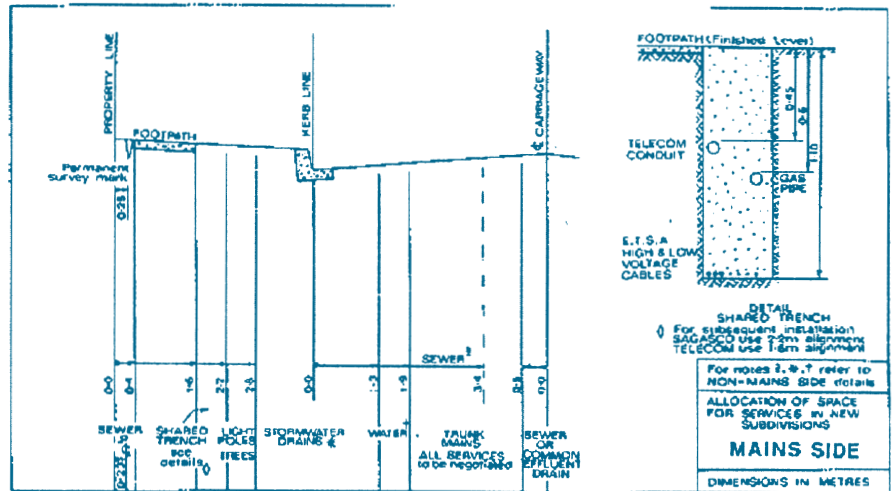 PROPERTY LINE
KERB LINE
℄ CARRIAGEWAY
FOOTPATH
Permanent
survey mark
0·25
SEWER
0·0
0·4
1·6
2·2
2·8
0·0
1·3
1·9
3·4
0·0
SEWER
SHARED
TRENCH
see
details ◊
LIGHT
POLES
TREES
STORMWATER
DRAINS
WATER
TRUNK
MAINS
ALL SERVICES
to be negotiated
SEWER
OR
COMMON
EFFLUENT
DRAIN
FOOTPATH (Finished Level)
0·45
0·6
1·10
TELECOM
CONDUIT
GAS
PIPE
E.T.S.A
HIGH & LOW
VOLTAGE
CABLES
DETAIL
SHARED TRENCH
◊ For subsequent installation
SAGASCO use 2·2m alignment
TELECOM use 1·6m alignment
For notes ‡, #, † refer to
NON-MAINS SIDE details
ALLOCATION OF SPACE
FOR SERVICES IN NEW
SUBDIVISIONS
MAINS SIDE
DIMENSIONS IN METRES